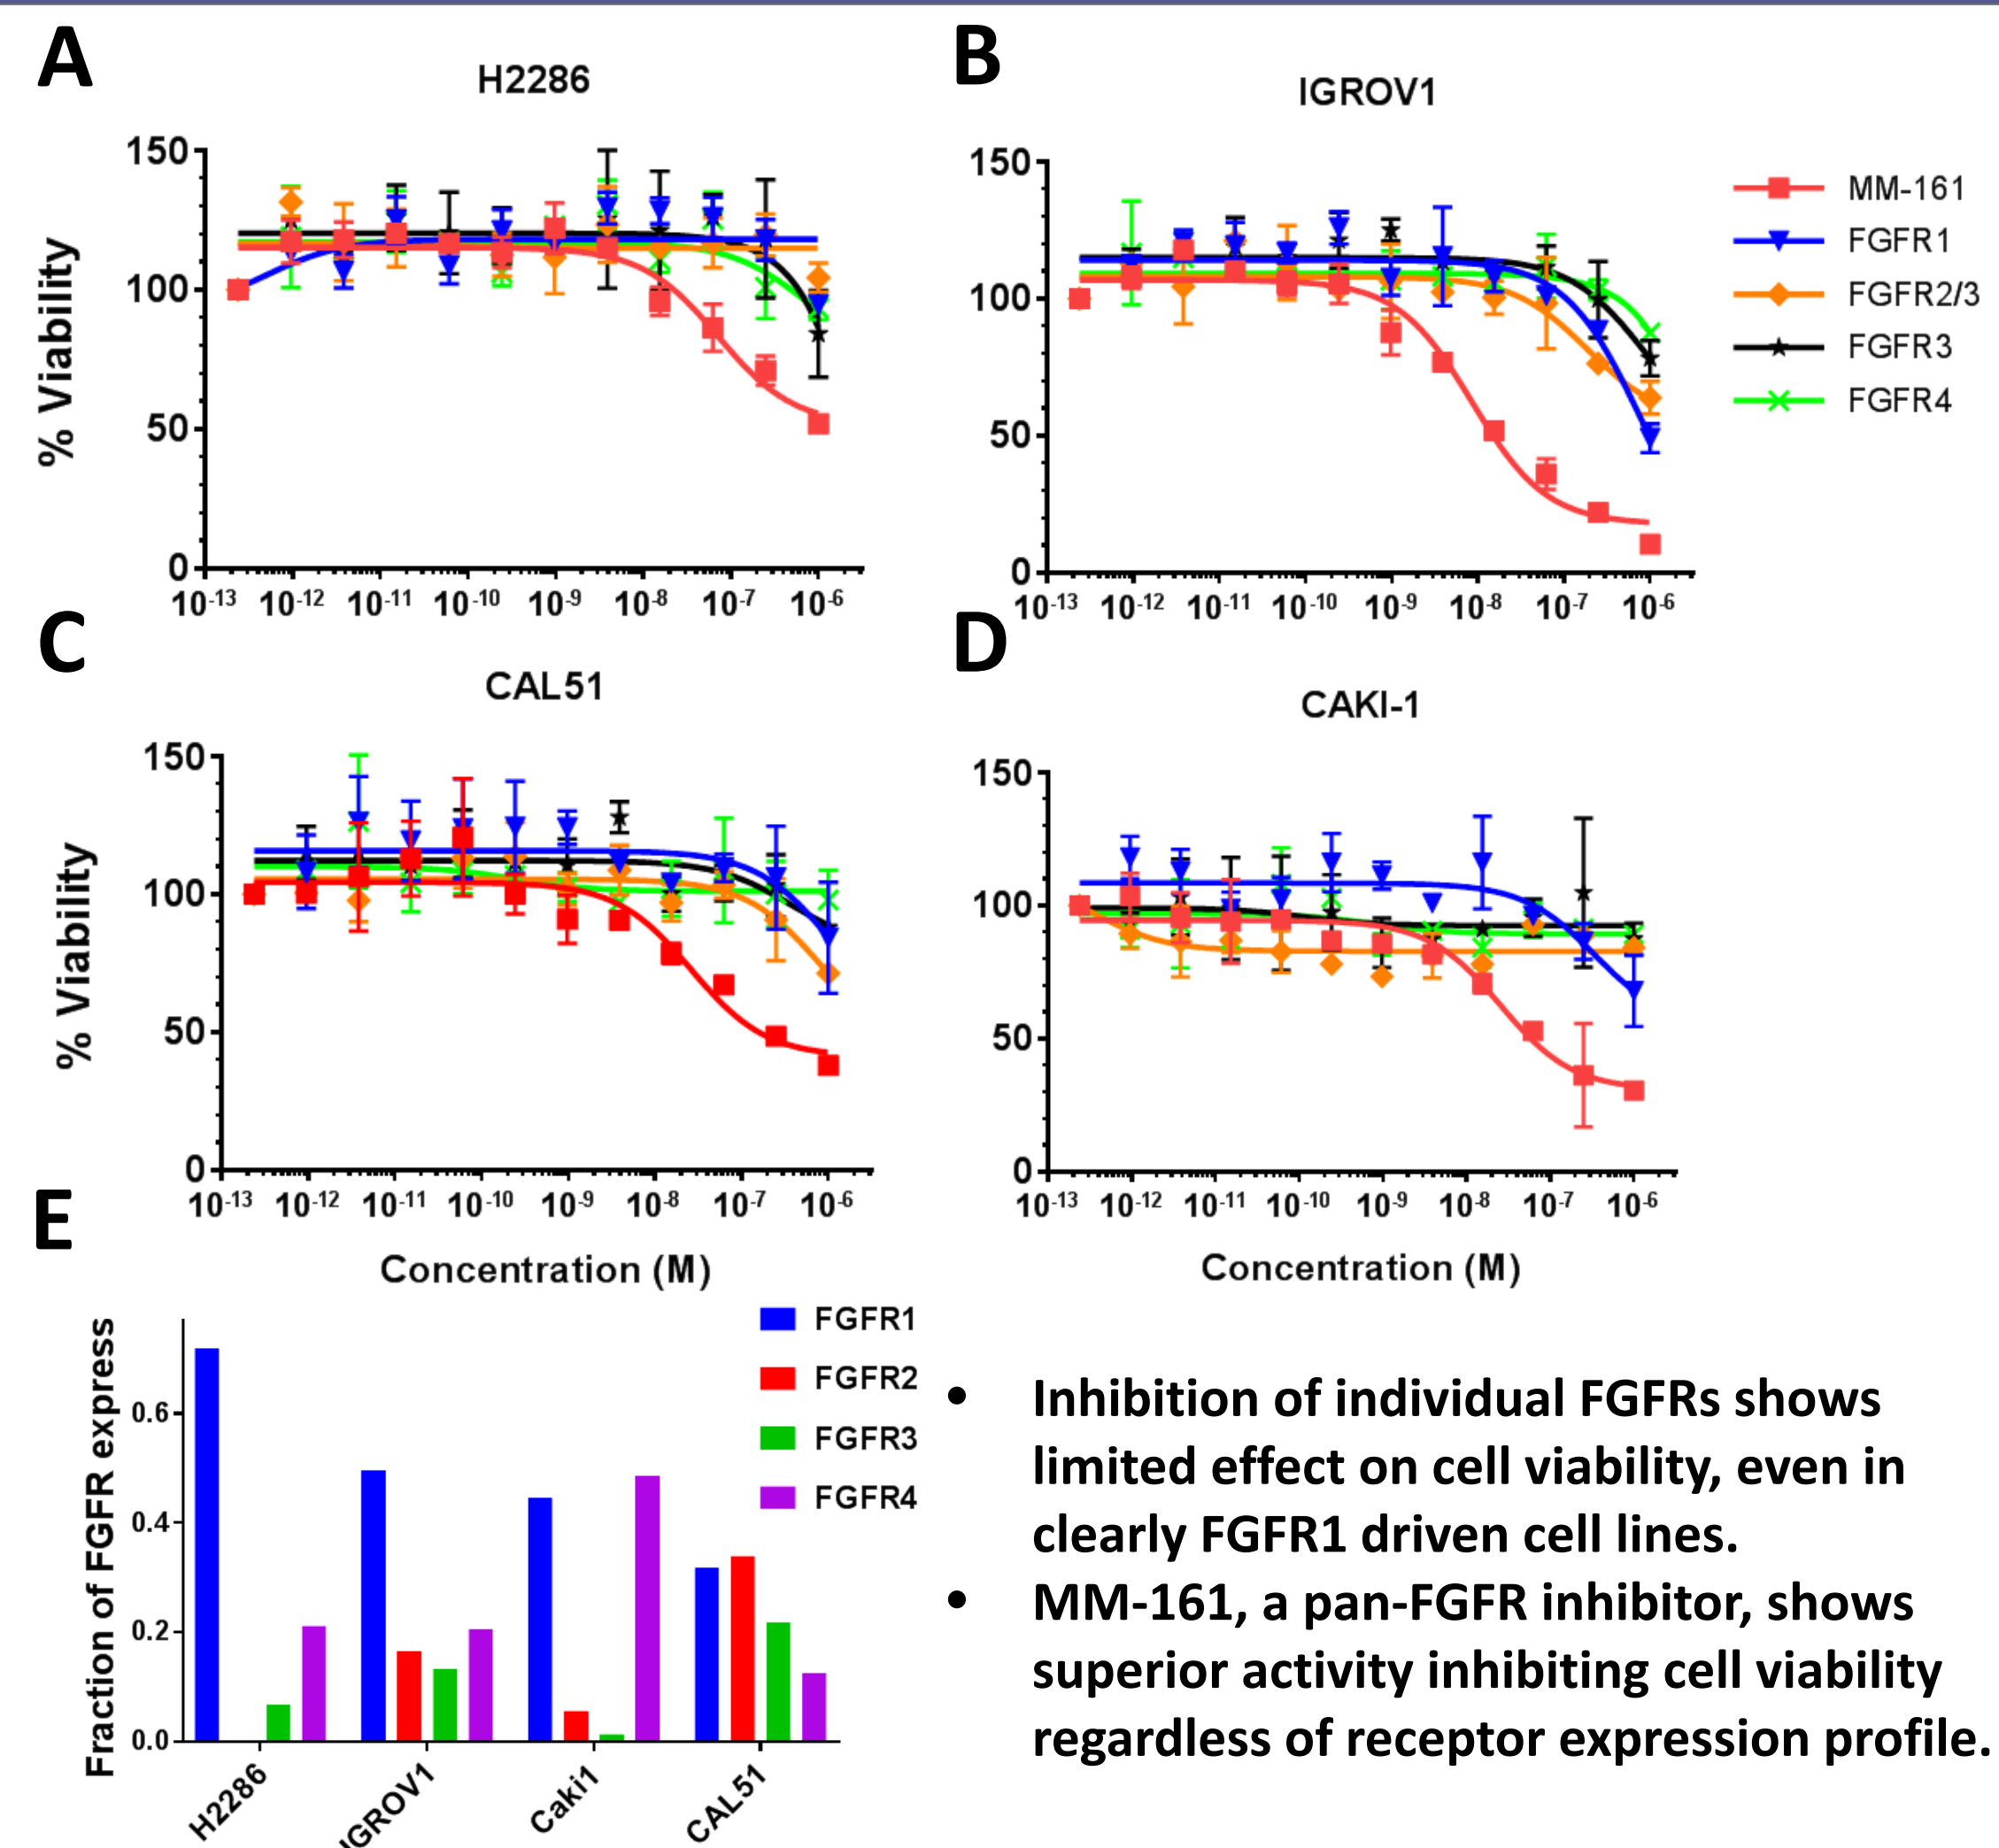 A
H2286
% Viability
150
100
50
0
10-13 10-12 10-11 10-10 10-9 10-8 10-7 10-6
B
IGROV1
150
100
50
0
10-13 10-12 10-11 10-10 10-9 10-8 10-7 10-6
MM-161
FGFR1
FGFR2/3
FGFR3
FGFR4
C
CAL51
% Viability
150
100
50
0
10-13 10-12 10-11 10-10 10-9 10-8 10-7 10-6
Concentration (M)
D
CAKI-1
150
100
50
0
10-13 10-12 10-11 10-10 10-9 10-8 10-7 10-6
Concentration (M)
E
Fraction of FGFR express
0.6
0.4
0.2
0.0
H2286
IGROV1
Caki1
CAL51
FGFR1
FGFR2
FGFR3
FGFR4
• Inhibition of individual FGFRs shows
limited effect on cell viability, even in
clearly FGFR1 driven cell lines.
• MM-161, a pan-FGFR inhibitor, shows
superior activity inhibiting cell viability
regardless of receptor expression profile.